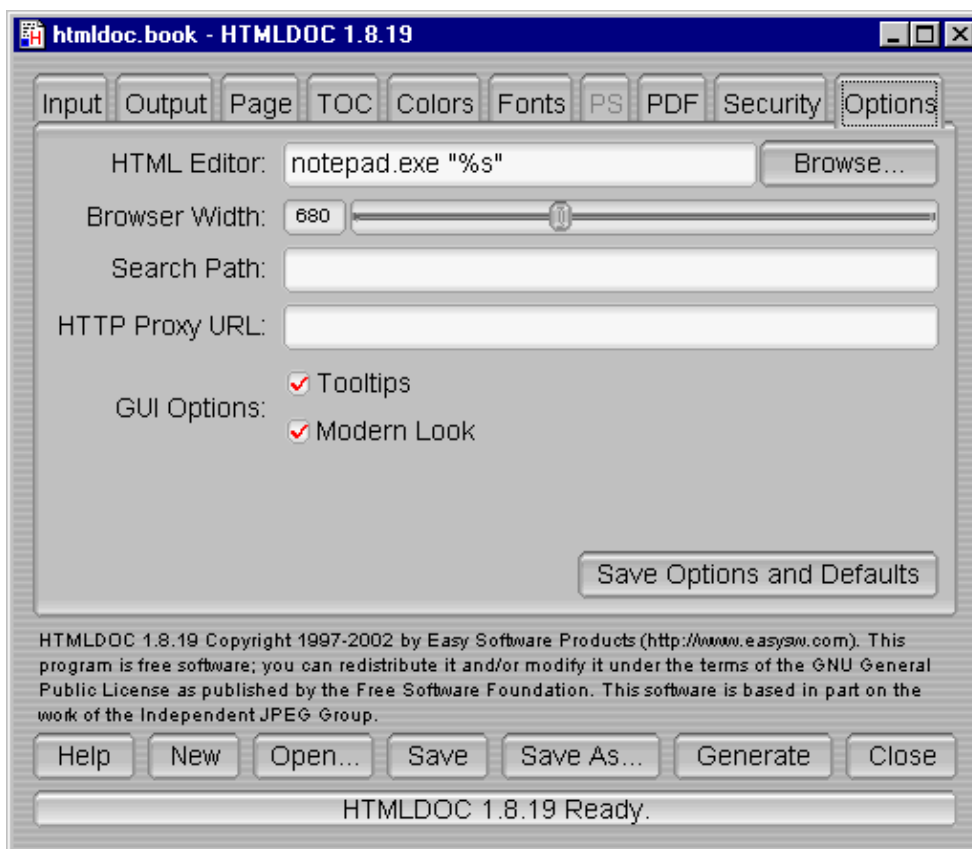 htmldoc.book - HTMLDOC 1.8.19
Input Output Page TOC Colors Fonts PS PDF Security Options
HTML Editor: notepad.exe "%s" Browse...
Browser Width: 680
Search Path:
HTTP Proxy URL:
Tooltips
GUI Options:
Modern Look
Save Options and Defaults
HTMLDOC 1.8.19 Copyright 1997-2002 by Easy Software Products (http://www.easysw.com). This
program is free software; you can redistribute it and/or modify it under the terms of the GNU General
Public License as published by the Free Software Foundation. This software is based in part on the
work of the Independent JPEG Group.
Help New Open... Save Save As... Generate Close
HTMLDOC 1.8.19 Ready.